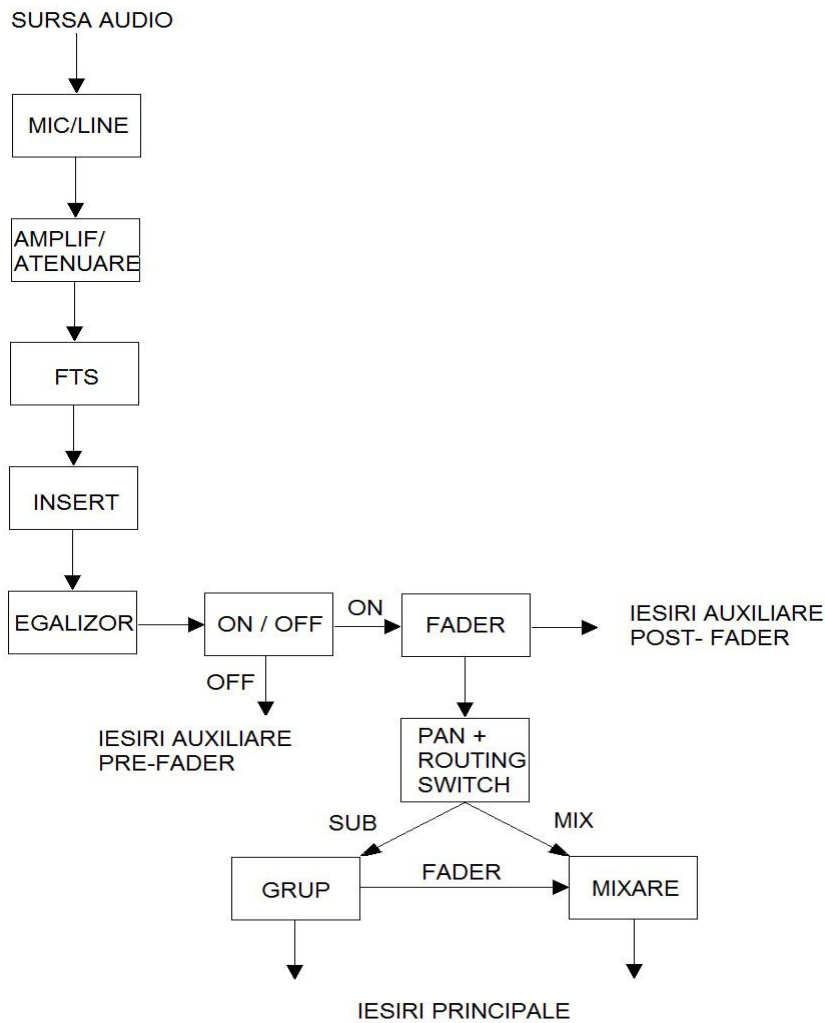 SURSA AUDIO
MIC/LINE
AMPLIF/
ATENUARE
FTS
INSERT
EGALIZOR
ON / OFF
ON
FADER
IESIRI AUXILIARE
POST- FADER
OFF
IESIRI AUXILIARE
PRE-FADER
PAN +
ROUTING
SWITCH
SUB
MIX
GRUP
FADER
MIXARE
IESIRI PRINCIPALE